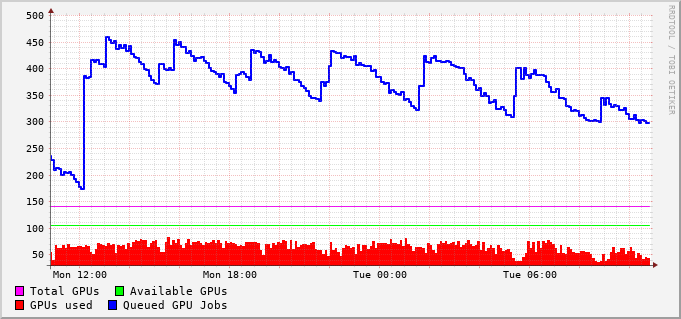 500
450
400
350
300
250
200
150
100
50
Mon 12:00 Mon 18:00 Tue 00:00 Tue 06:00
Total GPUs Available GPUs
GPUs used Queued GPU Jobs
RRDTOOL / TOBI OETIKER